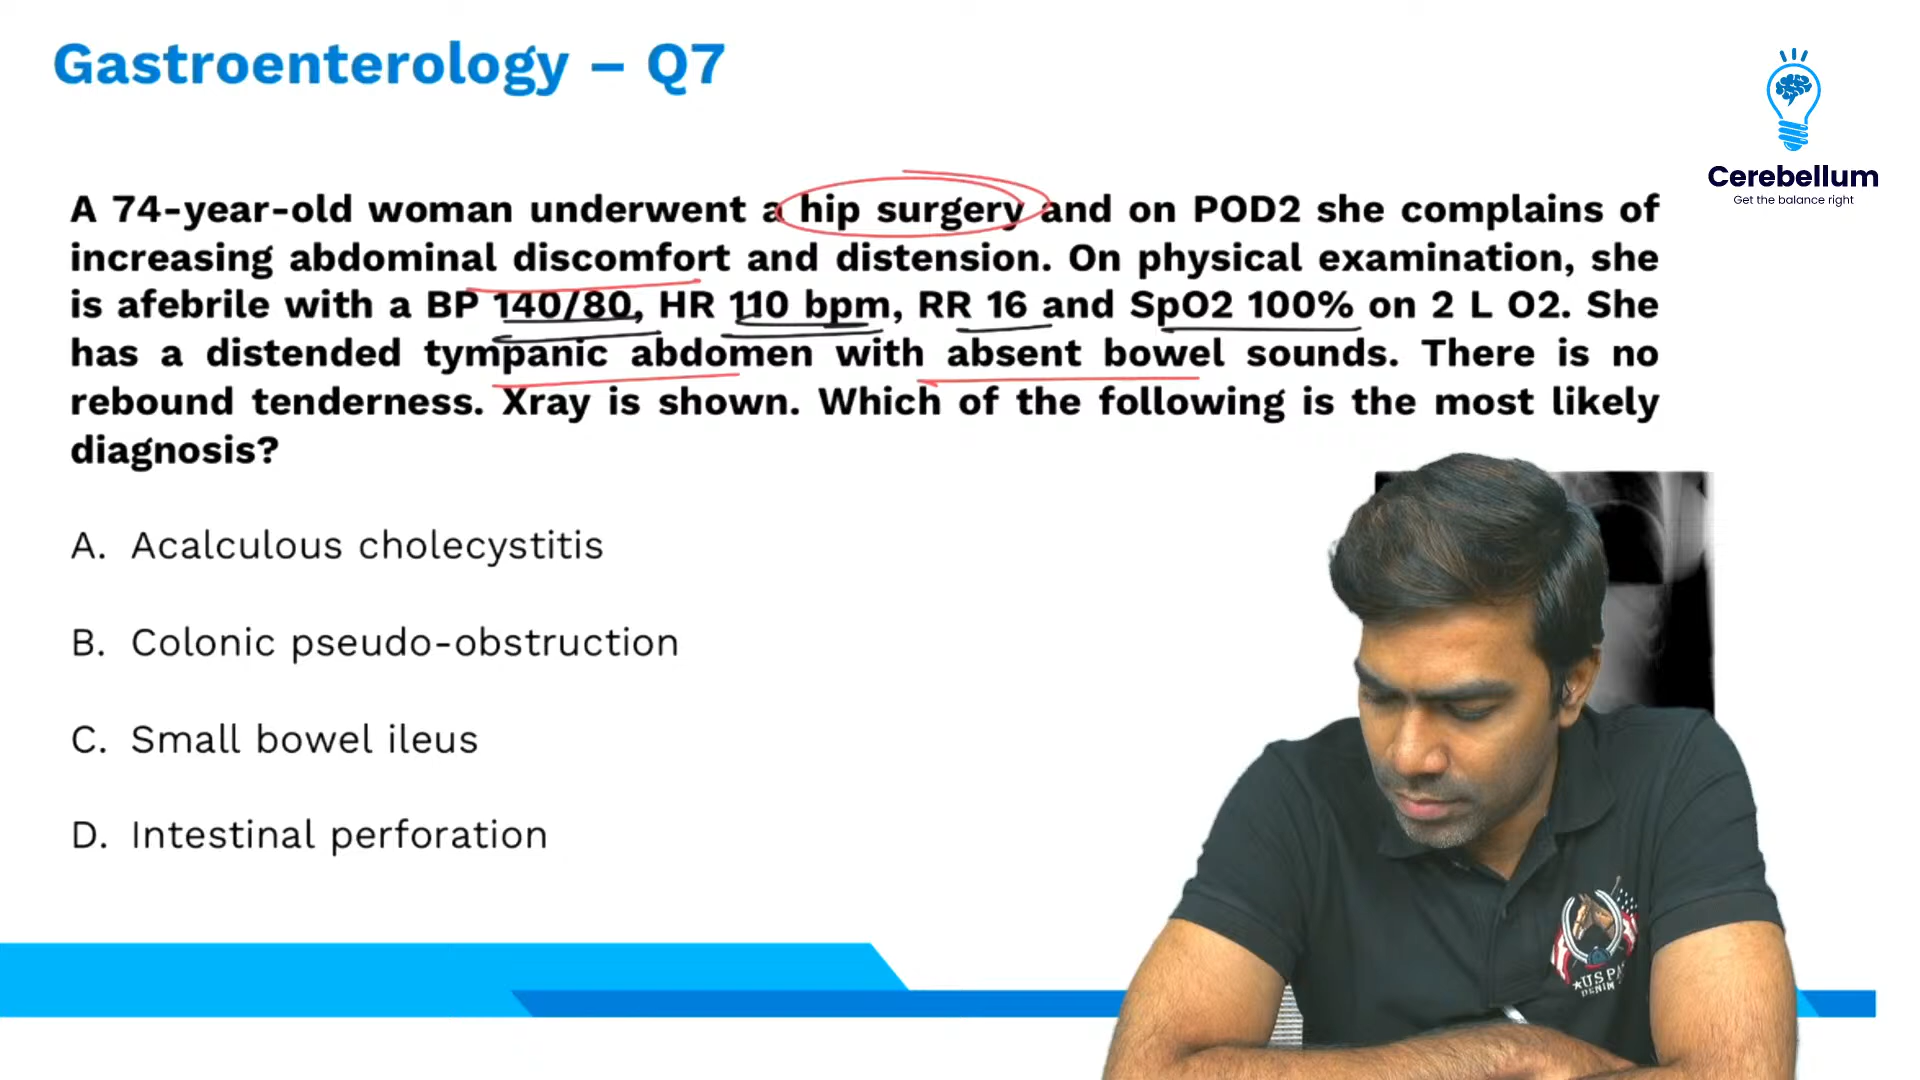 Gastroenterology – Q7
Cerebellum
Get the balance right
A 74-year-old woman underwent a hip surgery and on POD2 she complains of
increasing abdominal discomfort and distension. On physical examination, she
is afebrile with a BP 140/80, HR 110 bpm, RR 16 and SpO2 100% on 2 L O2. She
has a distended tympanic abdomen with absent bowel sounds. There is no
rebound tenderness. Xray is shown. Which of the following is the most likely
diagnosis?
A. Acalculous cholecystitis
B. Colonic pseudo-obstruction
C. Small bowel ileus
D. Intestinal perforation